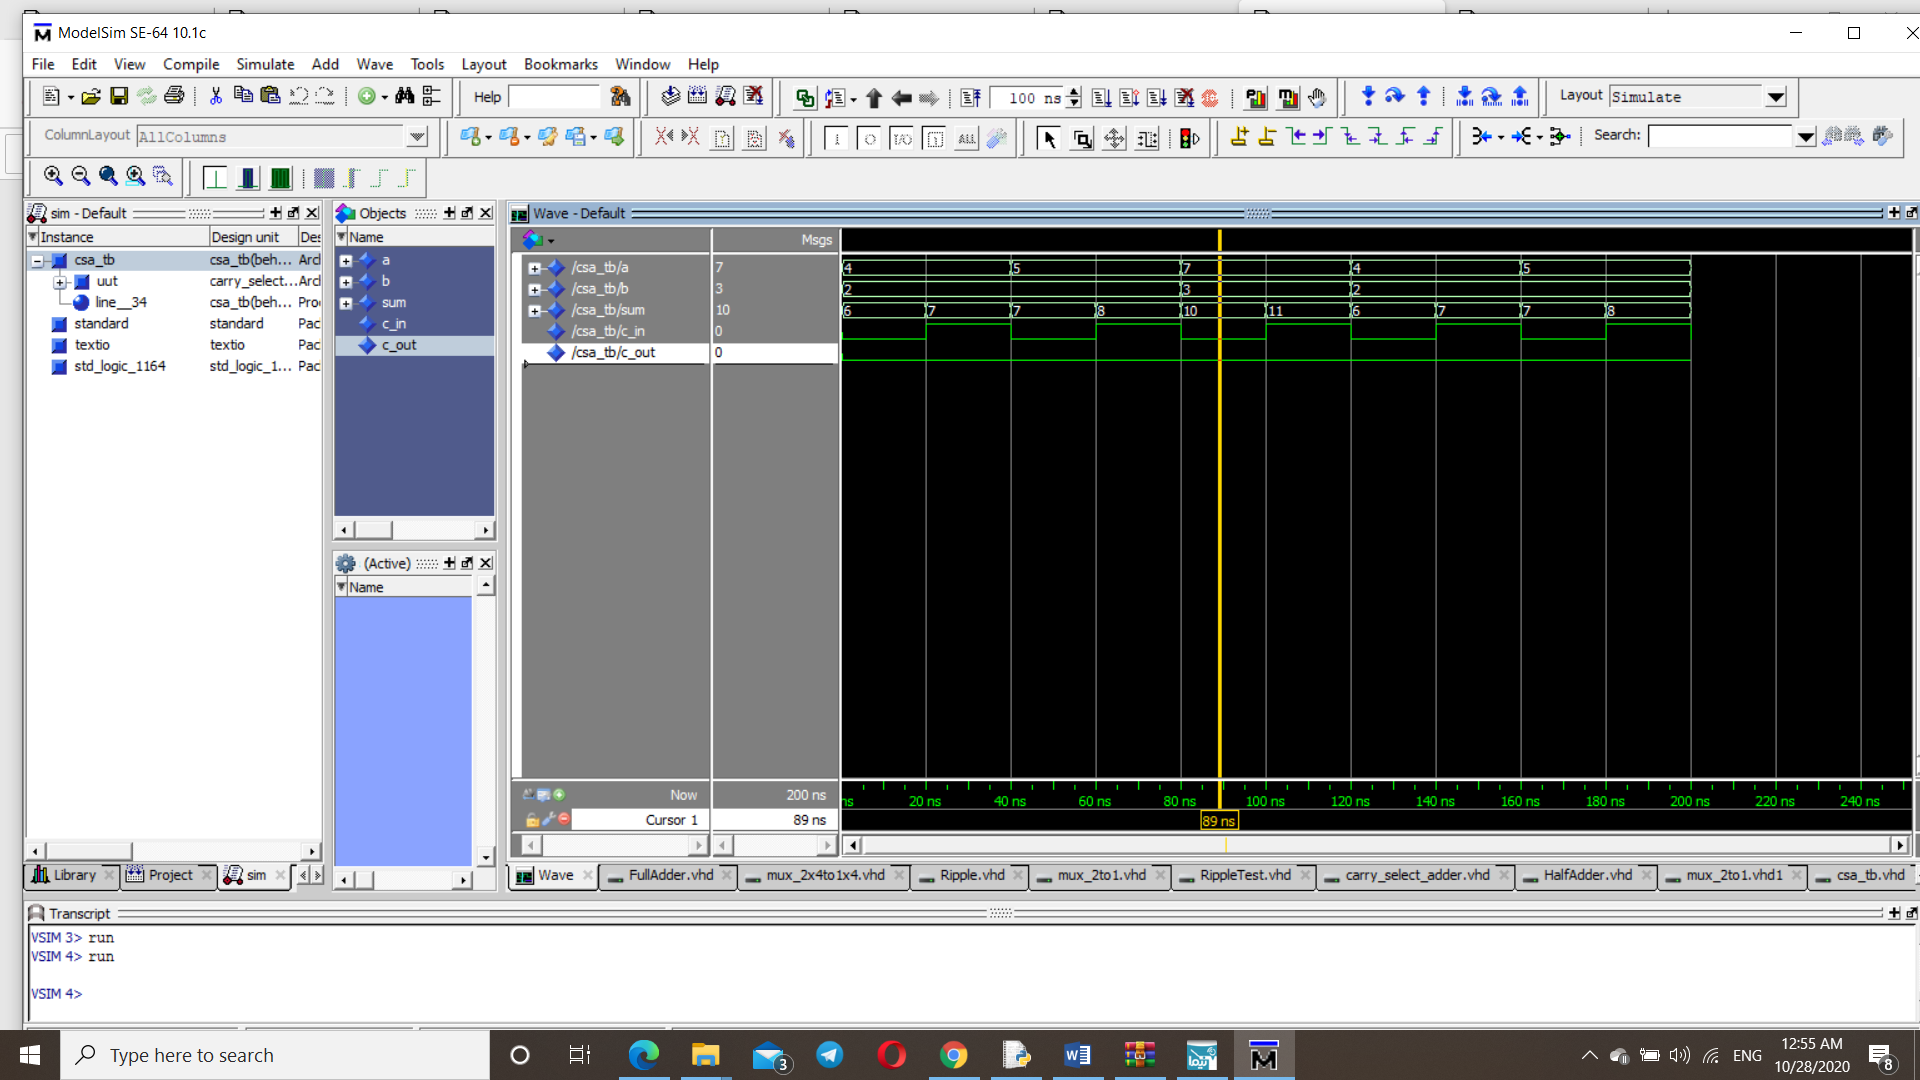 ModelSim SE-64 10.1c
File Edit View Compile Simulate Add Wave Tools Layout Bookmarks Window Help
Help 100 ns Layout Simulate
ColumnLayout AllColumns ALL Search:
sim - Default
Instance Design unit Des
csa_tb csa_tb(beh... Arcl
uut carry_select... Arcl
line__34 csa_tb(beh... Pro
standard standard Pac
textio textio Pac
std_logic_1164 std_logic_1... Pac
Objects
Name
a
b
sum
c_in
c_out
(Active)
Name
Wave - Default
Msgs
/csa_tb/a 7 4 5 7 4 5
/csa_tb/b 3 2 3 2
/csa_tb/sum 10 6 7 7 8 10 11 6 7 7 8
/csa_tb/c_in 0
/csa_tb/c_out 0
Now 200 ns ns 20 ns 40 ns 60 ns 80 ns 100 ns 120 ns 140 ns 160 ns 180 ns 200 ns 220 ns 240 ns
Cursor 1 89 ns 89 ns
Library Project sim Wave FullAdder.vhd mux_2x4to1x4.vhd Ripple.vhd mux_2to1.vhd RippleTest.vhd carry_select_adder.vhd HalfAdder.vhd mux_2to1.vhd1 csa_tb.vhd
Transcript
VSIM 3> run
VSIM 4> run
VSIM 4>
Type here to search 3 ENG 12:55 AM
10/28/2020 8